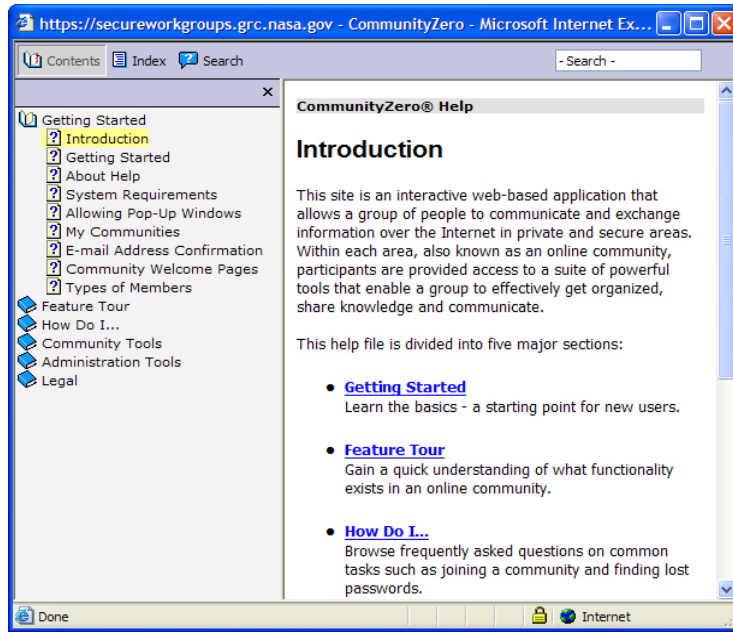 https://secureworkgroups.grc.nasa.gov - CommunityZero - Microsoft Internet Ex...
Contents Index Search - Search -
Getting Started
Introduction
Getting Started
About Help
System Requirements
Allowing Pop-Up Windows
My Communities
E-mail Address Confirmation
Community Welcome Pages
Types of Members
Feature Tour
How Do I...
Community Tools
Administration Tools
Legal
CommunityZero® Help
Introduction
This site is an interactive web-based application that
allows a group of people to communicate and exchange
information over the Internet in private and secure areas.
Within each area, also known as an online community,
participants are provided access to a suite of powerful
tools that enable a group to effectively get organized,
share knowledge and communicate.
This help file is divided into five major sections:
• Getting Started
Learn the basics - a starting point for new users.
• Feature Tour
Gain a quick understanding of what functionality
exists in an online community.
• How Do I...
Browse frequently asked questions on common
tasks such as joining a community and finding lost
passwords.
Done Internet